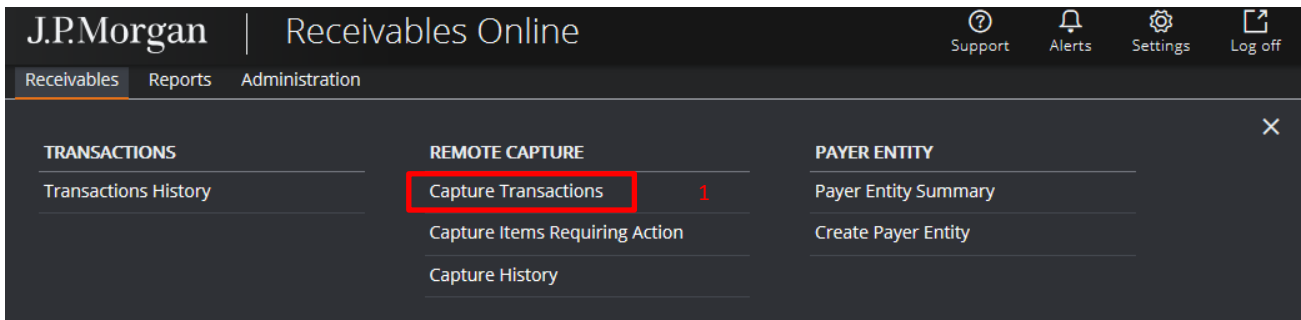 J.P.Morgan | Receivables Online
Support Alerts Settings Log off
Receivables Reports Administration
TRANSACTIONS REMOTE CAPTURE PAYER ENTITY
Transactions History Capture Transactions 1 Payer Entity Summary
Capture Items Requiring Action Create Payer Entity
Capture History